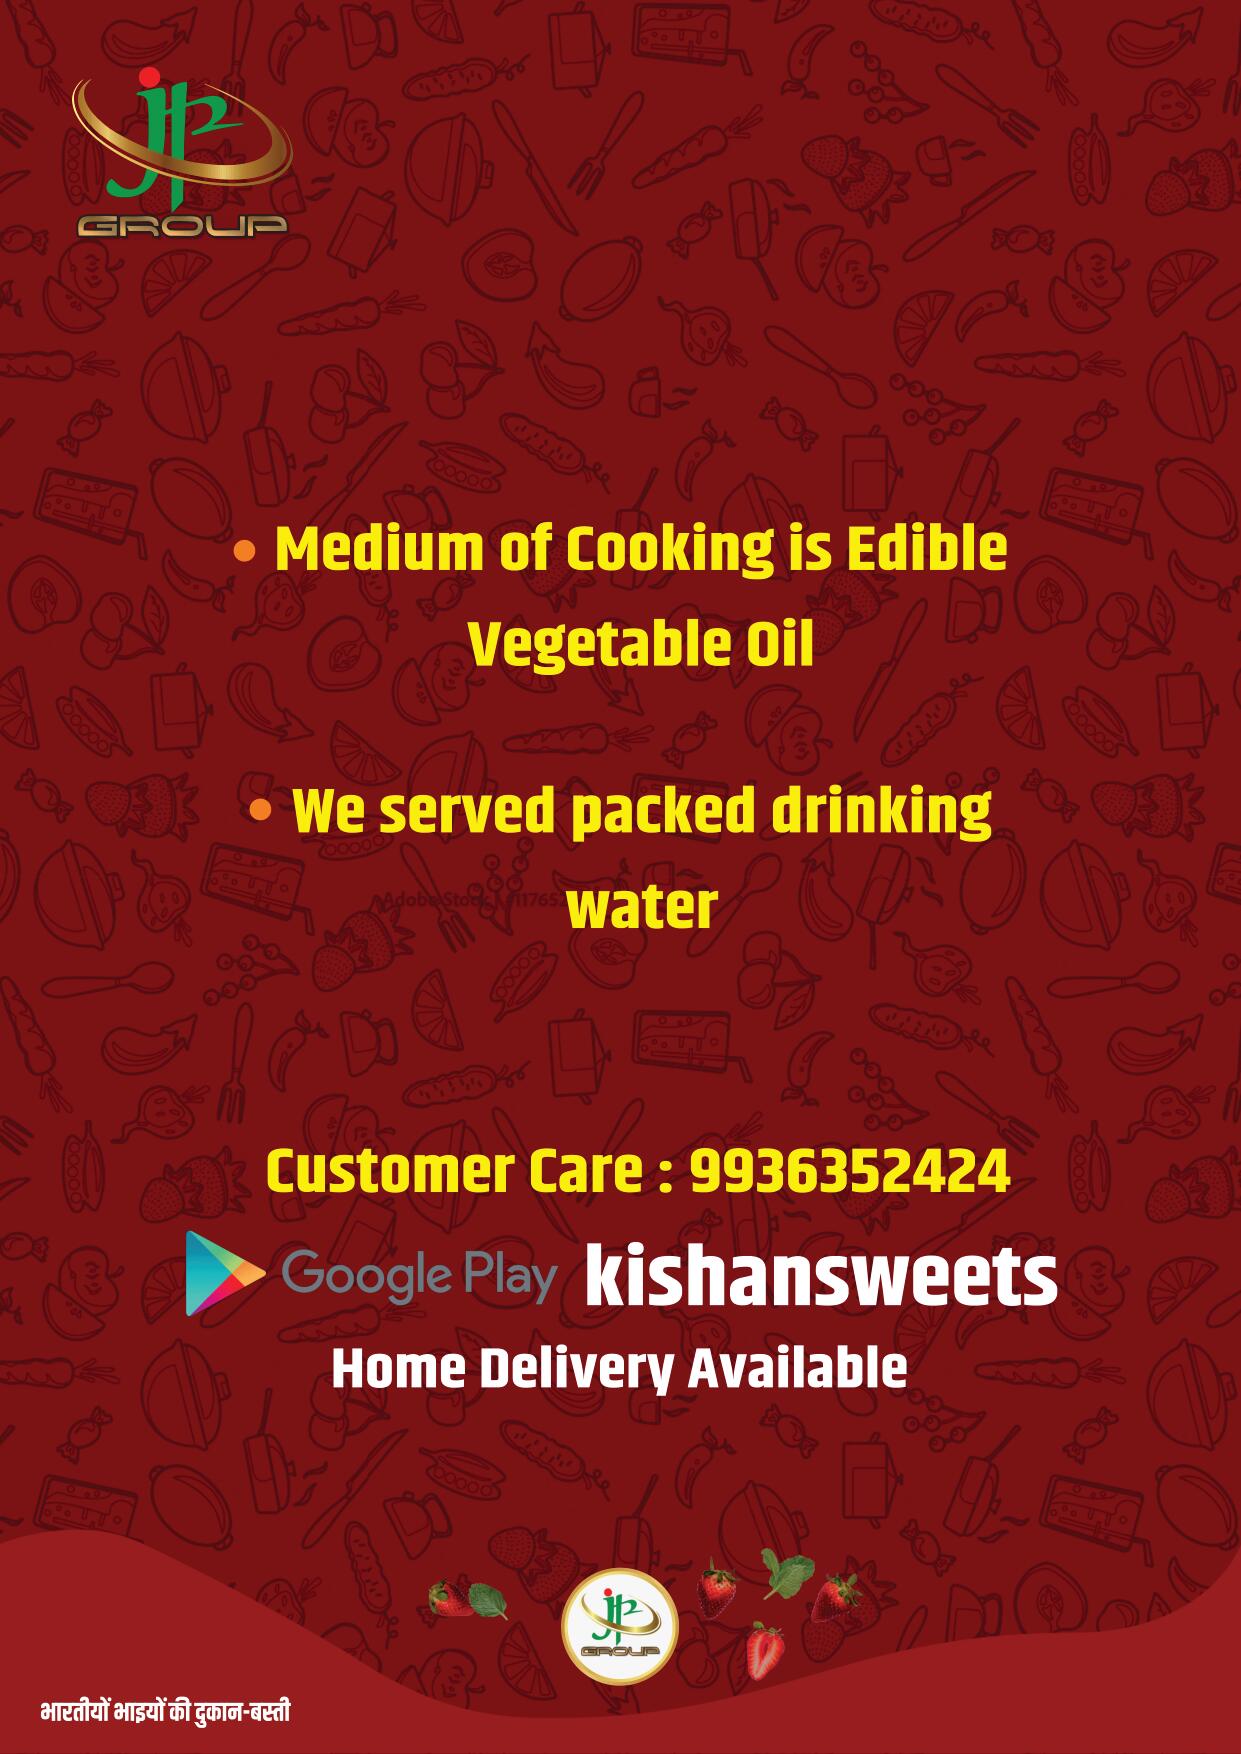 jp
GROUP
• Medium of Cooking is Edible
Vegetable Oil
• We served packed drinking
water
Customer Care : 9936352424
Google Play kishansweets
Home Delivery Available
jp
GROUP
भारतीयों भाइयों की दुकान-बस्ती